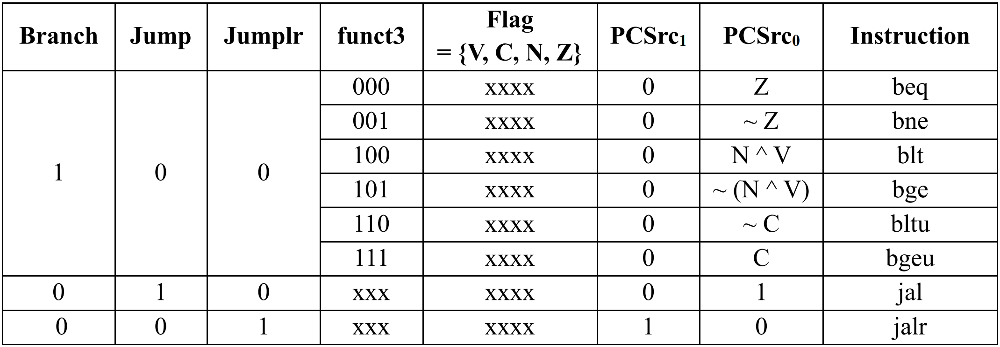 Branch Jump Jumplr funct3 Flag = {V, C, N, Z} PCSrc₁ PCSrc₀ Instruction
1 0 0 000 xxxx 0 Z beq
001 xxxx 0 ~ Z bne
100 xxxx 0 N ^ V blt
101 xxxx 0 ~ (N ^ V) bge
110 xxxx 0 ~ C bltu
111 xxxx 0 C bgeu
0 1 0 xxx xxxx 0 1 jal
0 0 1 xxx xxxx 1 0 jalr